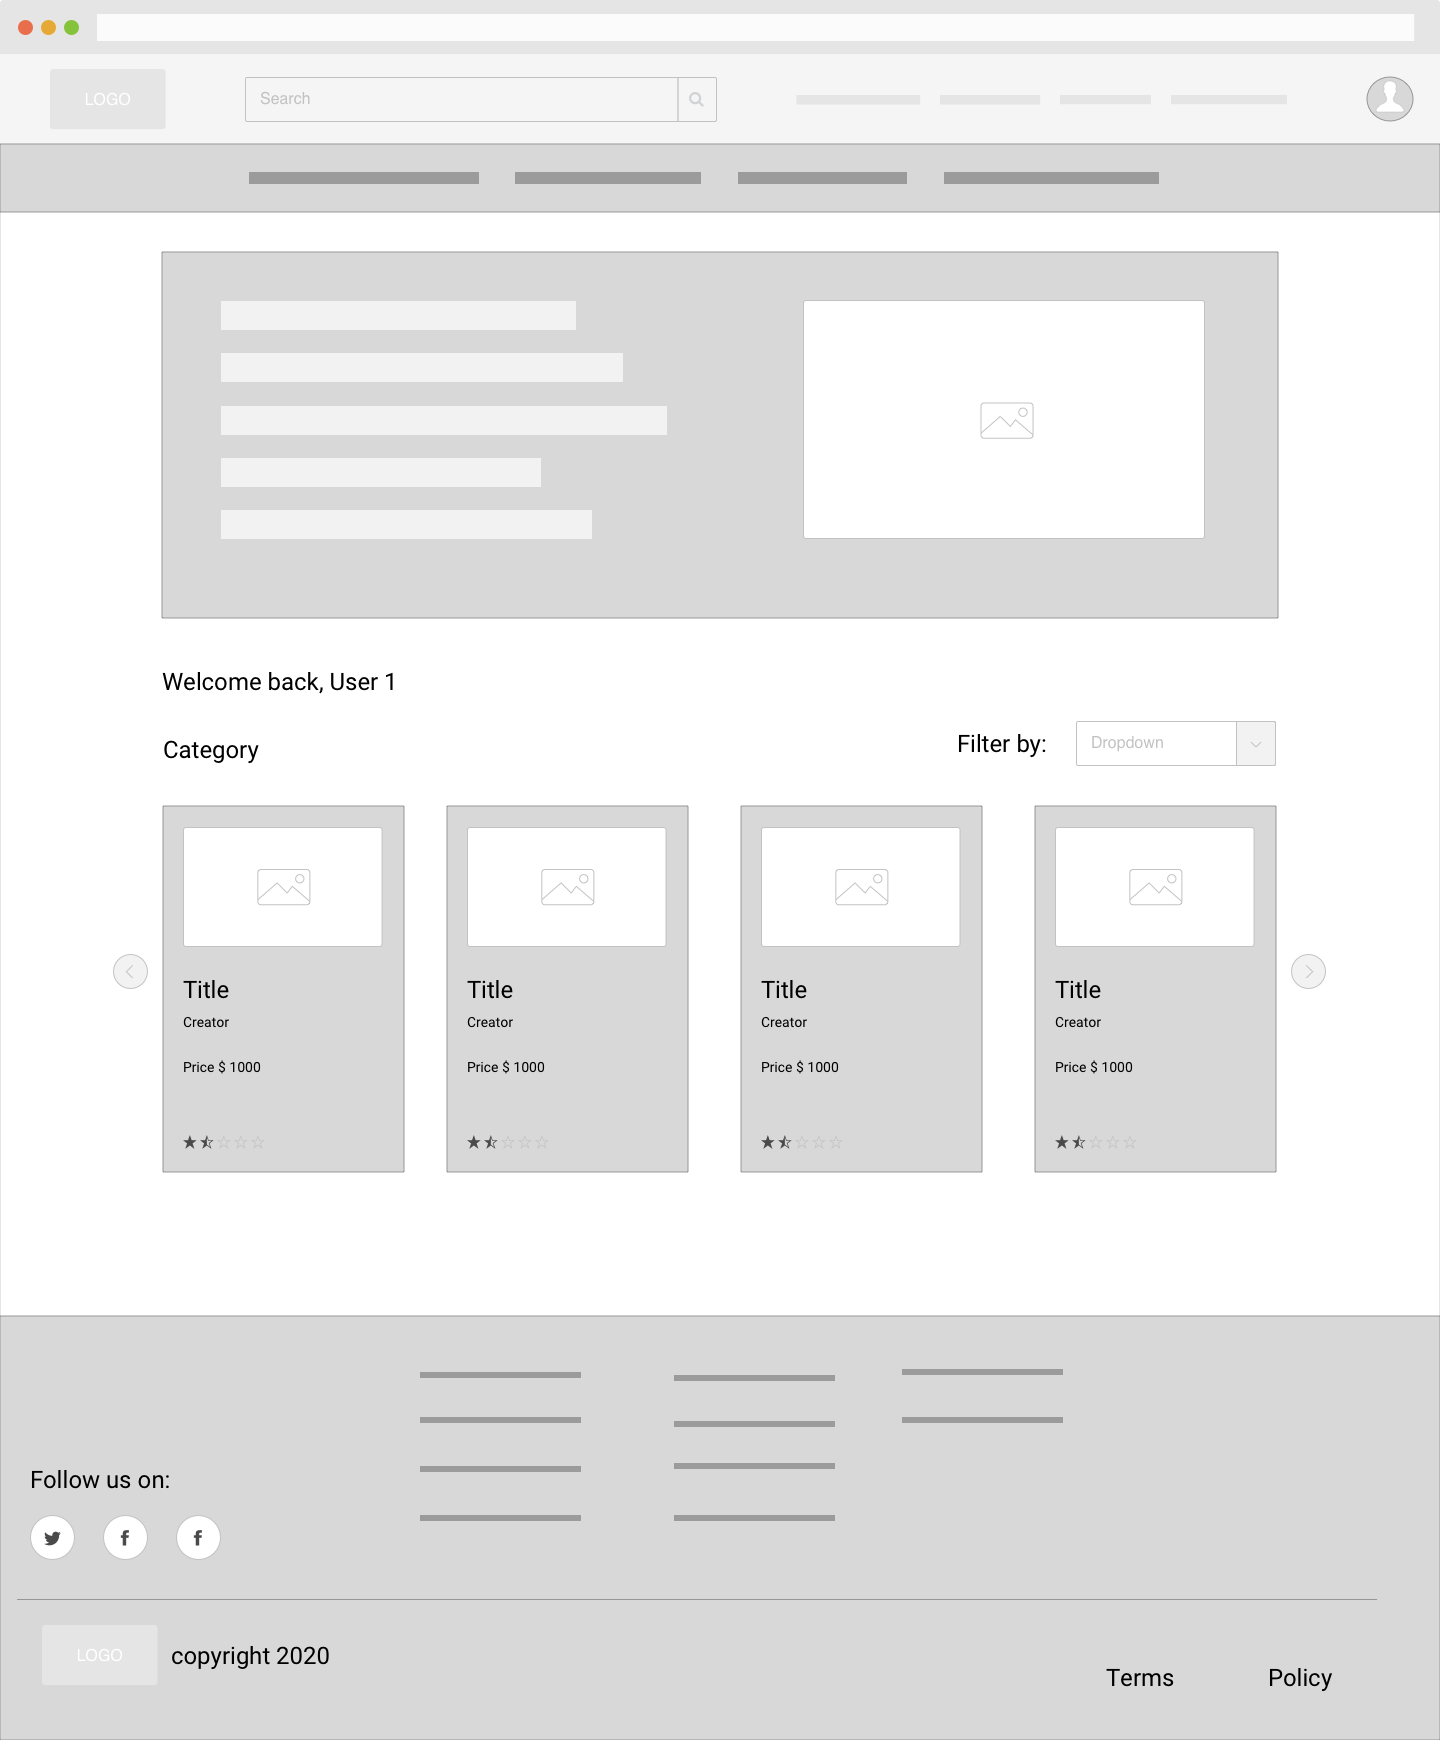 LOGO
Search
Welcome back, User 1
Category
Filter by:
Dropdown
Title
Creator
Price $ 1000
Title
Creator
Price $ 1000
Title
Creator
Price $ 1000
Title
Creator
Price $ 1000
Follow us on:
LOGO
copyright 2020
Terms
Policy